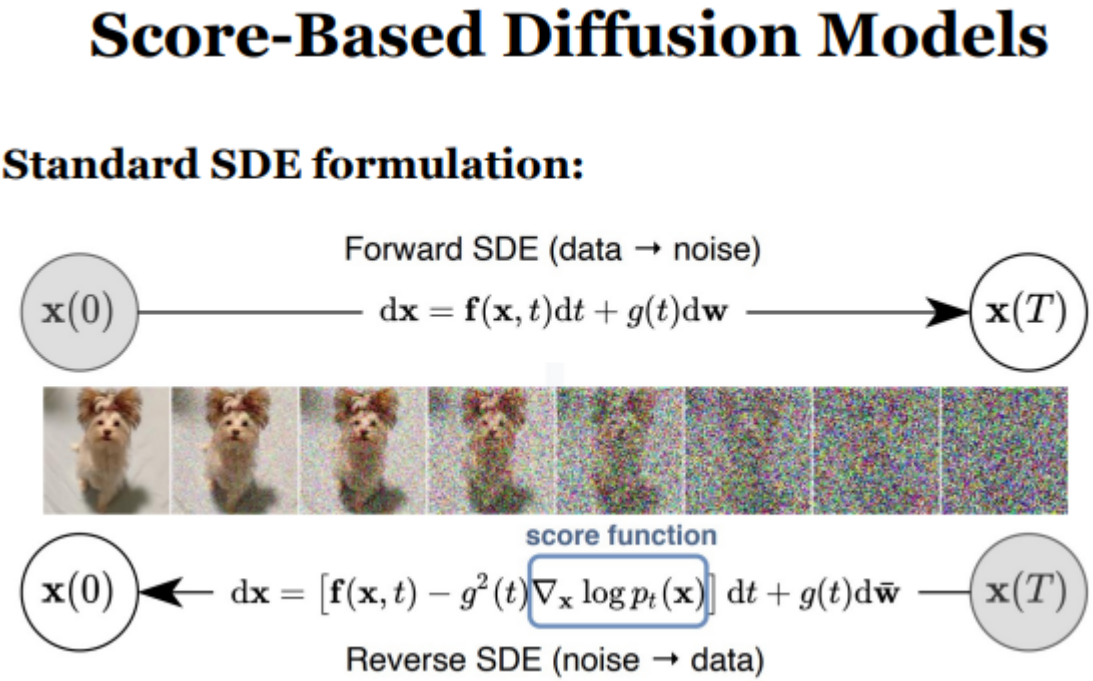 Score-Based Diffusion Models
Standard SDE formulation:
Forward SDE (data → noise)
x(0) dx = f(x, t)dt + g(t)dw x(T)
score function
x(0) dx = [f(x, t) − g²(t)∇ₓ log pₜ(x)] dt + g(t)dw̄ x(T)
Reverse SDE (noise → data)